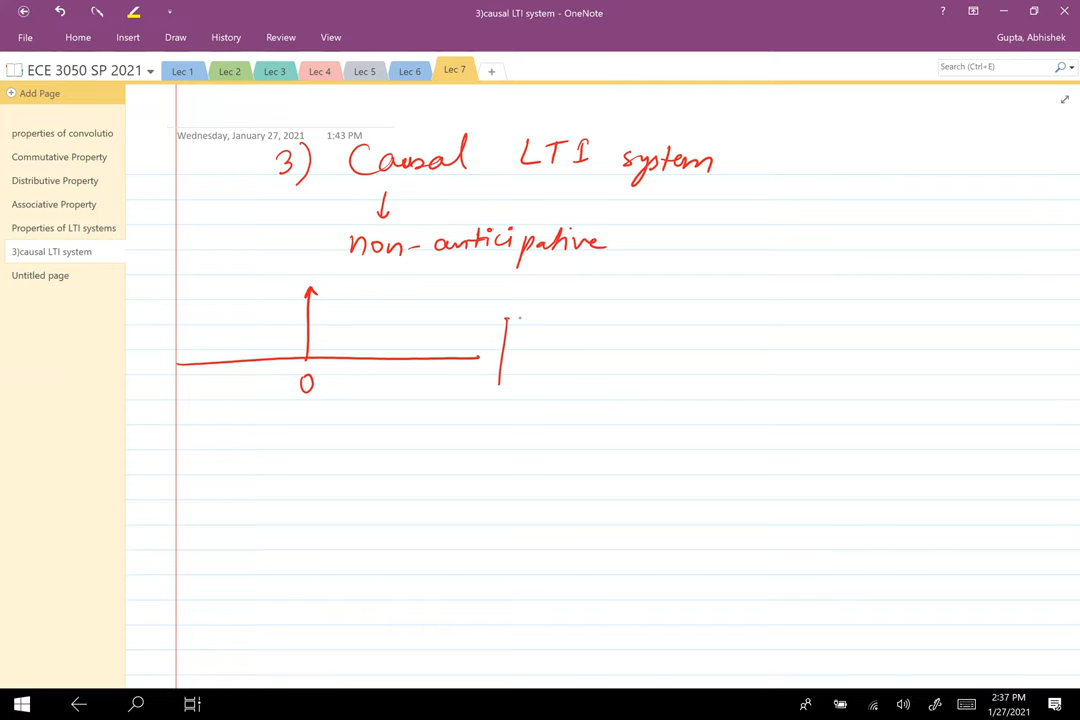 3)causal LTI system - OneNote
?
File Home Insert Draw History Review View
Gupta, Abhishek
ECE 3050 SP 2021
Lec 1 Lec 2 Lec 3 Lec 4 Lec 5 Lec 6 Lec 7 +
Search (Ctrl+E)
Add Page
properties of convolutio
Commutative Property
Distributive Property
Associative Property
Properties of LTI systems
3)causal LTI system
Untitled page
Wednesday, January 27, 2021 1:43 PM
3) Causal LTI system
non-anticipative
0
2:37 PM
1/27/2021